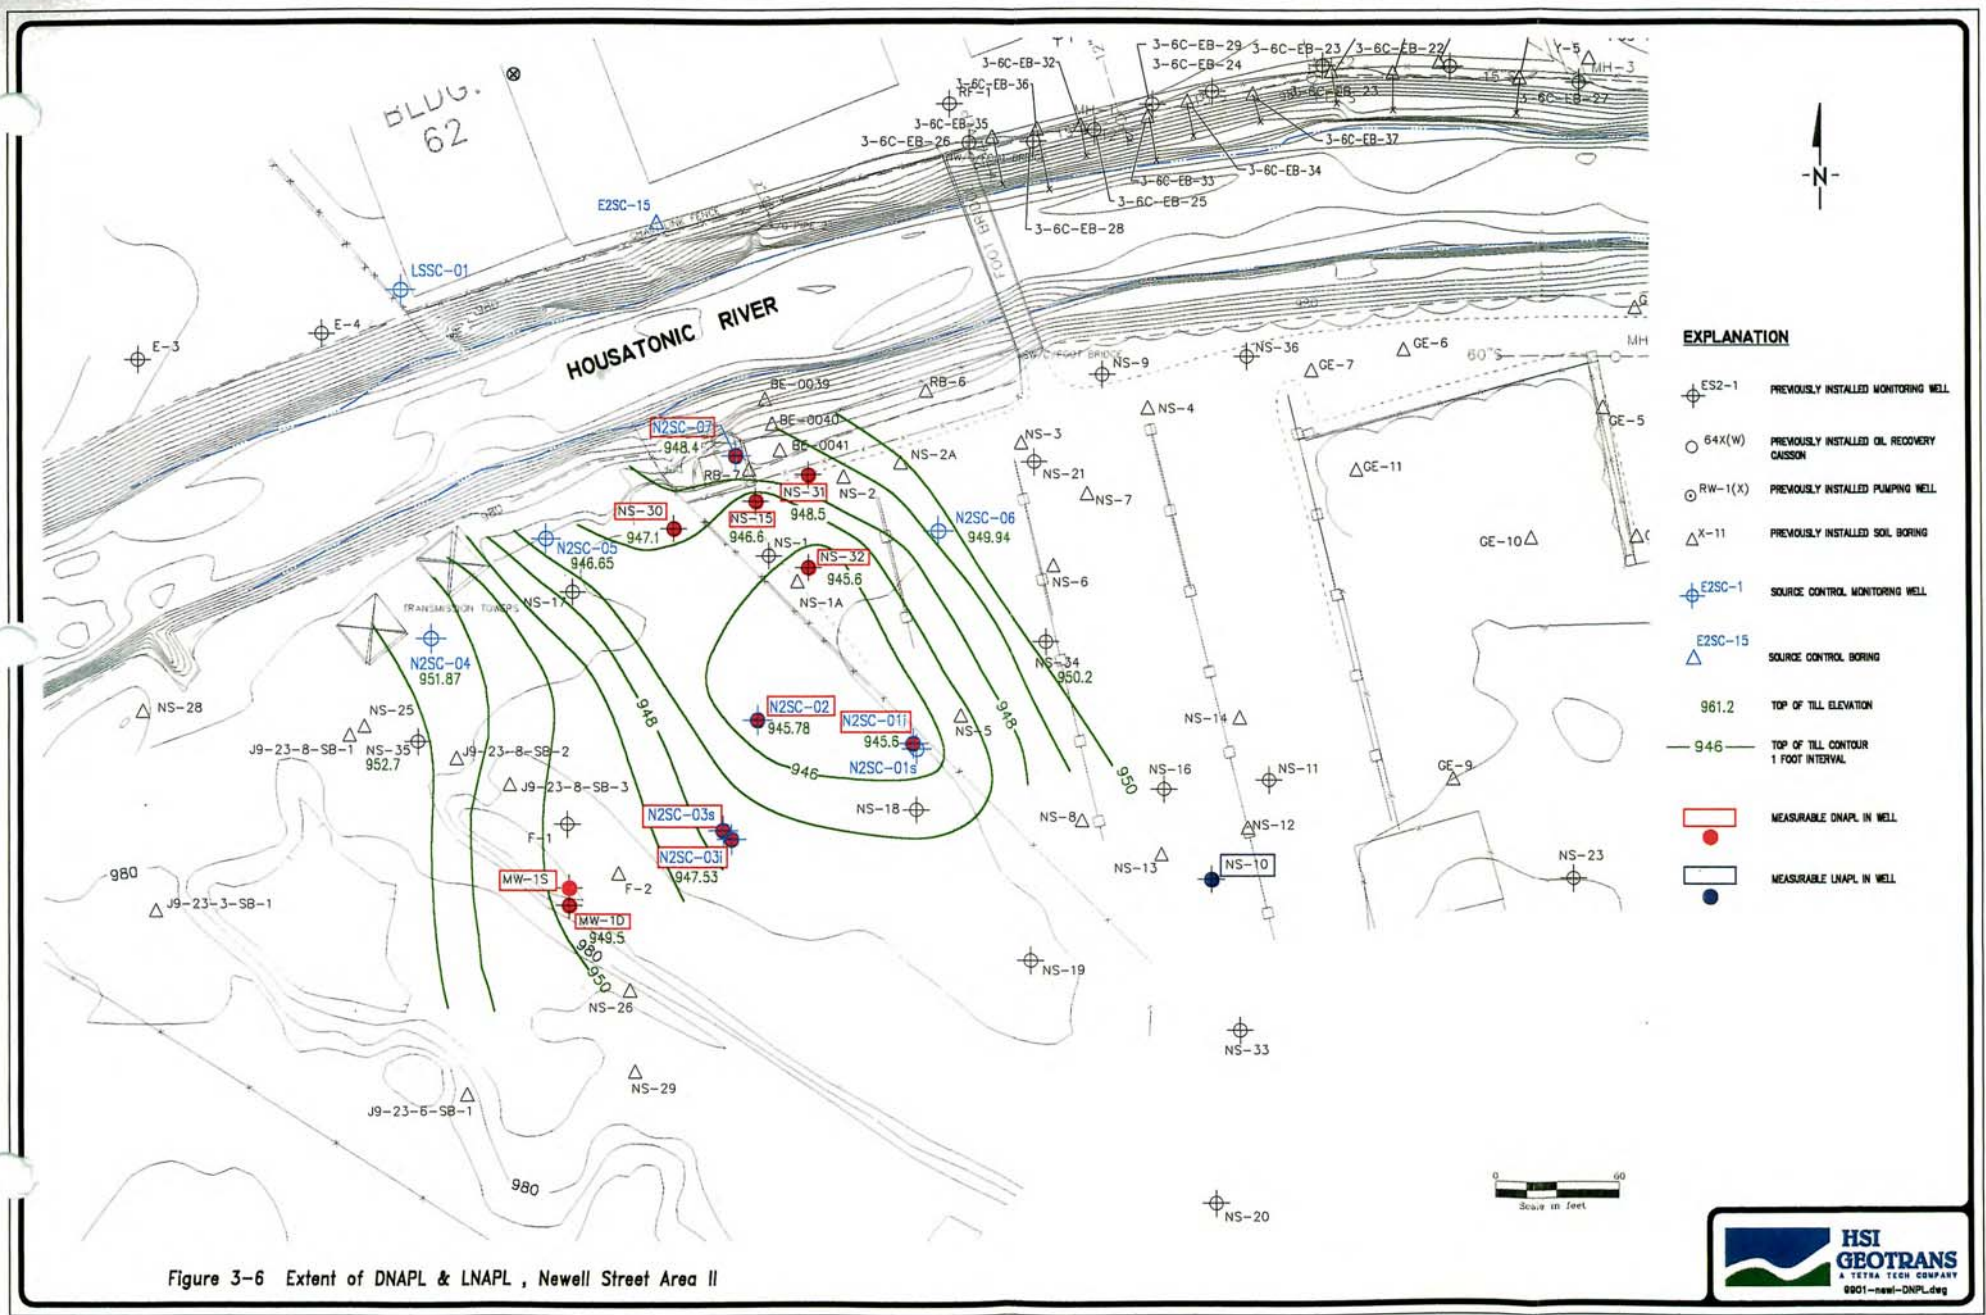 BLDG.
62
3-6C-EB-29
3-6C-EB-23
3-6C-EB-22
Y-5
3-6C-EB-32
3-6C-EB-24
MH-3
3-6C-EB-36
RF-1
3-6C-EB-27
3-6C-EB-35
3-6C-EB-26
3-6C-EB-37
3-6C-EB-34
3-6C-EB-33
3-6C-EB-25
3-6C-EB-28
-N-
E2SC-15
CHAIN LINK FENCE
LSSC-01
FOOT BRIDGE
HOUSATONIC RIVER
980
980
E-4
E-3
NS-9
NS-36
GE-7
GE-6
60"S
MH
EXPLANATION
ES2-1 PREVIOUSLY INSTALLED MONITORING WELL
64X(W) PREVIOUSLY INSTALLED OIL RECOVERY
CAISSON
RW-1(X) PREVIOUSLY INSTALLED PUMPING WELL
X-11 PREVIOUSLY INSTALLED SOIL BORING
E2SC-1 SOURCE CONTROL MONITORING WELL
E2SC-15
SOURCE CONTROL BORING
961.2 TOP OF TILL ELEVATION
946 TOP OF TILL CONTOUR
1 FOOT INTERVAL
MEASURABLE DNAPL IN WELL
MEASURABLE LNAPL IN WELL
BE-0039
RB-6
BE-0040
BE-0041
N2SC-07
948.4
RB-7
NS-2A
NS-2
NS-4
NS-3
NS-21
NS-7
GE-5
GE-11
GE-10
NS-31
948.5
NS-30
947.1
NS-15
946.6
NS-1
NS-32
945.6
NS-1A
N2SC-06
949.94
NS-6
980
N2SC-05
946.65
NS-17
TRANSMISSION TOWERS
N2SC-04
951.87
NS-34
950.2
NS-28
NS-25
J9-23-8-SB-1
NS-35
952.7
J9-23-8-SB-2
J9-23-8-SB-3
948
N2SC-02
945.78
N2SC-01i
945.6
N2SC-01s
946
NS-5
948
950
NS-14
NS-16
NS-11
GE-9
NS-18
NS-8
NS-12
NS-13
NS-10
NS-23
F-1
N2SC-03s
N2SC-03i
947.53
F-2
MW-1S
MW-1D
949.5
980
950
980
J9-23-3-SB-1
NS-26
NS-19
NS-33
NS-29
J9-23-6-SB-1
980
NS-20
0 60
Scale in feet
Figure 3-6 Extent of DNAPL & LNAPL , Newell Street Area II
HSI
GEOTRANS
A TETRA TECH COMPANY
9901-newl-DNPL.dwg